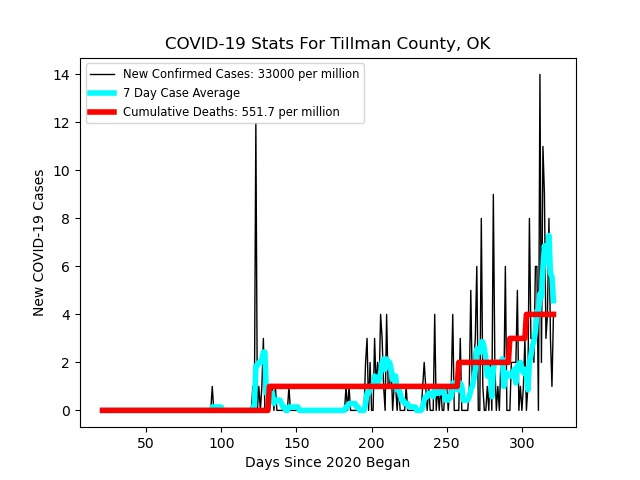 COVID-19 Stats For Tillman County, OK
New Confirmed Cases: 33000 per million
7 Day Case Average
Cumulative Deaths: 551.7 per million
New COVID-19 Cases
14
12
10
8
6
4
2
0
50 100 150 200 250 300
Days Since 2020 Began